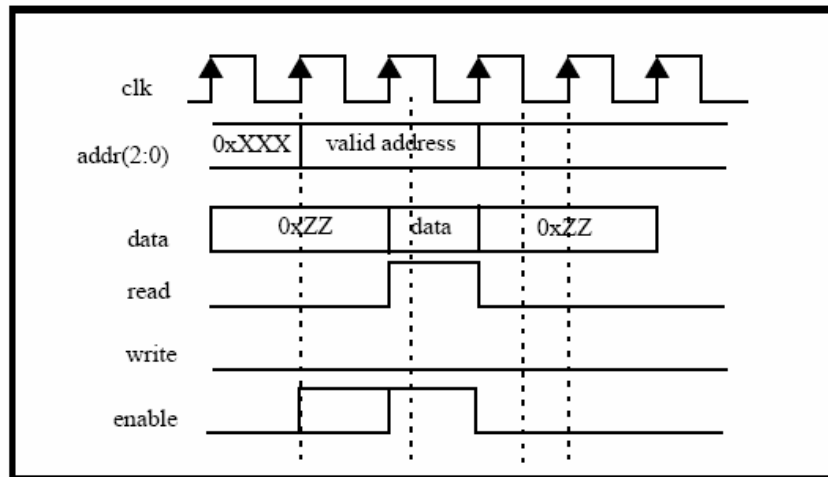 clk
addr(2:0) 0xXXX valid address
data 0xZZ data 0xZZ
read
write
enable